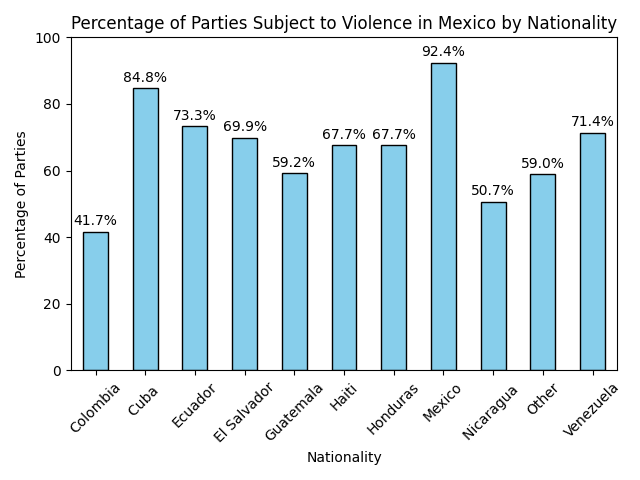 Percentage of Parties Subject to Violence in Mexico by Nationality
Percentage of Parties
100
80
60
40
20
0
41.7%
84.8%
73.3%
69.9%
59.2%
67.7%
67.7%
92.4%
50.7%
59.0%
71.4%
Colombia
Cuba
Ecuador
El Salvador
Guatemala
Haiti
Honduras
Mexico
Nicaragua
Other
Venezuela
Nationality